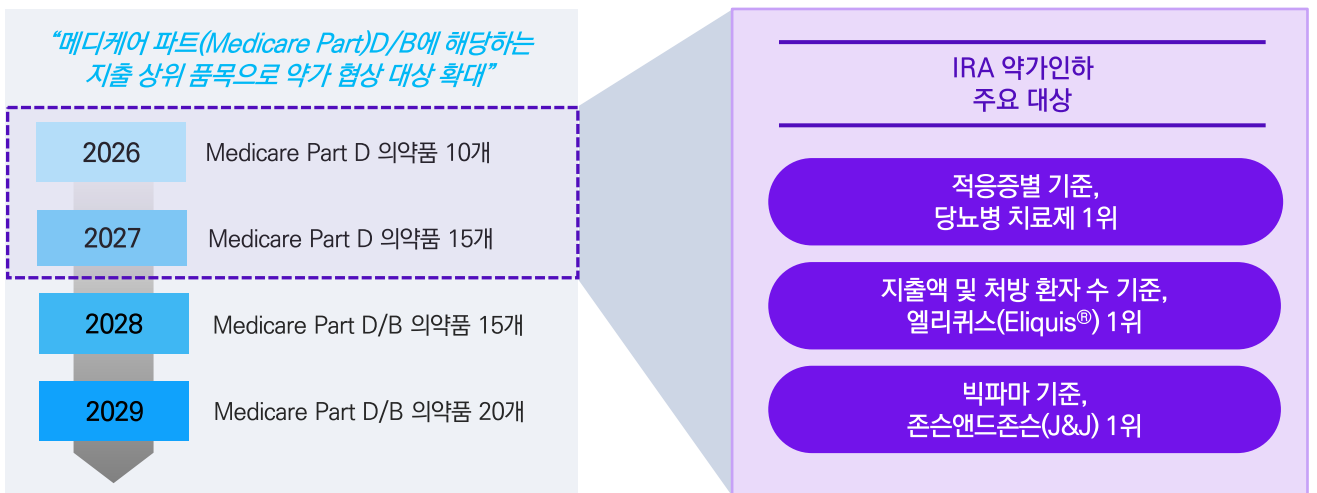 “메디케어 파트(Medicare Part)D/B에 해당하는
지출 상위 품목으로 약가 협상 대상 확대”
2026
Medicare Part D 의약품 10개
2027
Medicare Part D 의약품 15개
2028
Medicare Part D/B 의약품 15개
2029
Medicare Part D/B 의약품 20개
IRA 약가인하
주요 대상
적응증별 기준,
당뇨병 치료제 1위
지출액 및 처방 환자 수 기준,
엘리퀴스(Eliquis®) 1위
빅파마 기준,
존슨앤드존슨(J&J) 1위